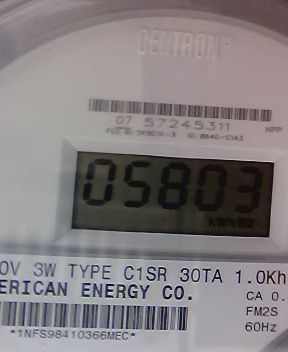 CENTRON®
07 57245311
HPP
05803
kWh
0V 3W TYPE C1SR 30TA 1.0Kh
ERICAN ENERGY CO. CA 0.
FM2S
60Hz
*1NFS98410366MEC*